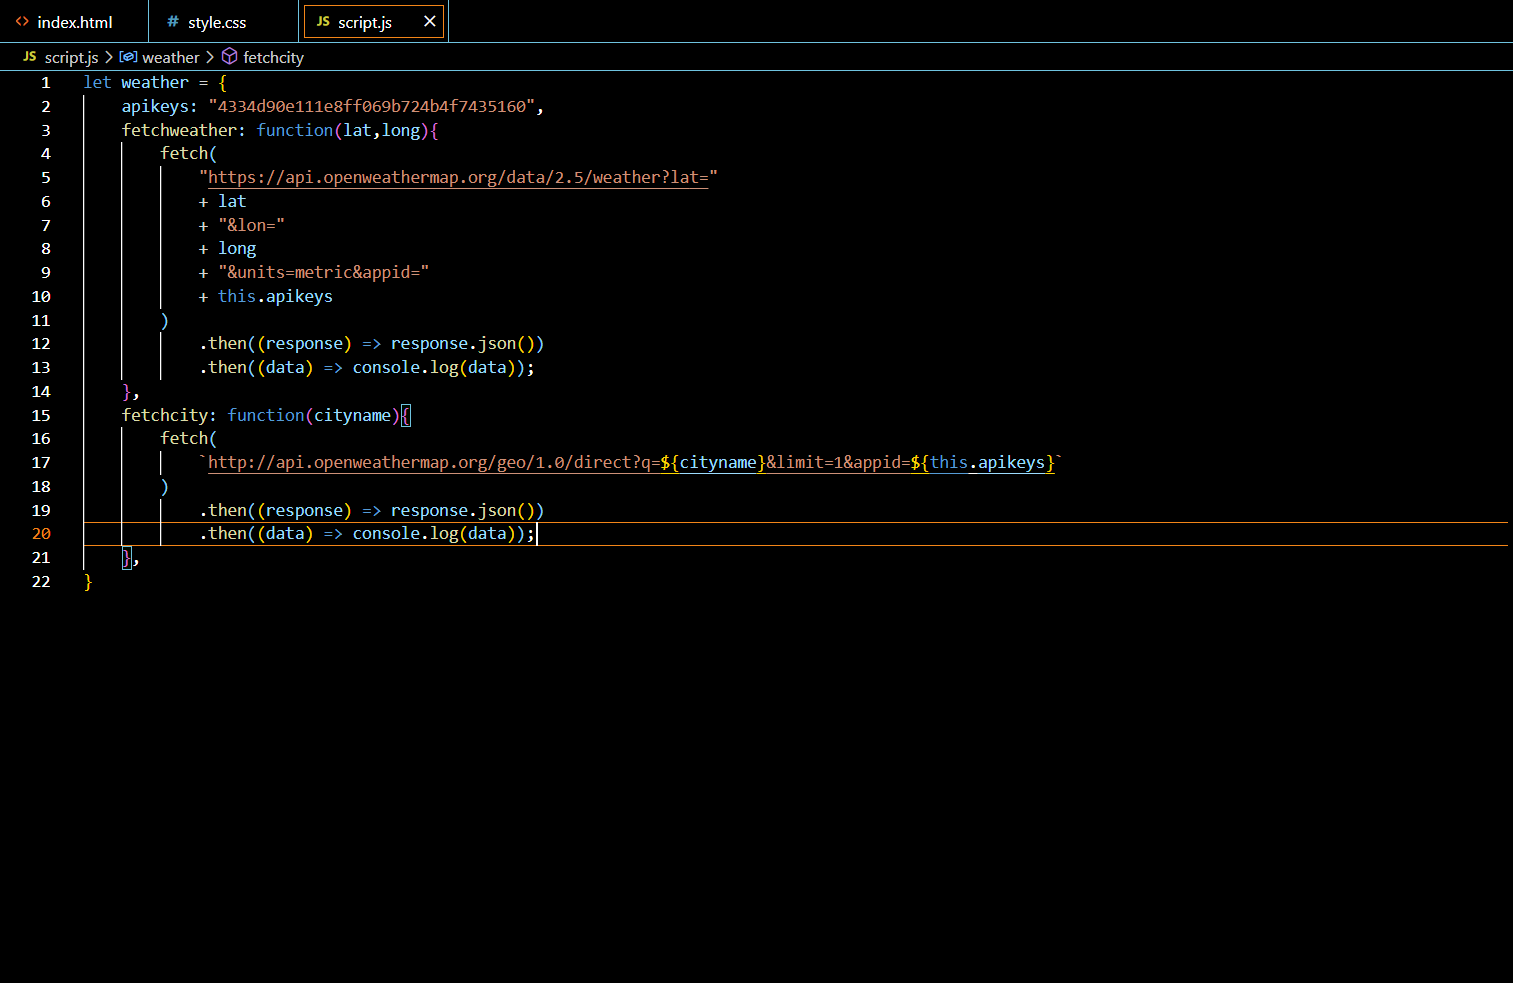 <> index.html # style.css JS script.js ×
JS script.js > weather > fetchcity
1 let weather = {
2 apikeys: "4334d90e111e8ff069b724b4f7435160",
3 fetchweather: function(lat,long){
4 fetch(
5 "https://api.openweathermap.org/data/2.5/weather?lat="
6 + lat
7 + "&lon="
8 + long
9 + "&units=metric&appid="
10 + this.apikeys
11 )
12 .then((response) => response.json())
13 .then((data) => console.log(data));
14 },
15 fetchcity: function(cityname){
16 fetch(
17 `http://api.openweathermap.org/geo/1.0/direct?q=${cityname}&limit=1&appid=${this.apikeys}`
18 )
19 .then((response) => response.json())
20 .then((data) => console.log(data));
21 },
22 }